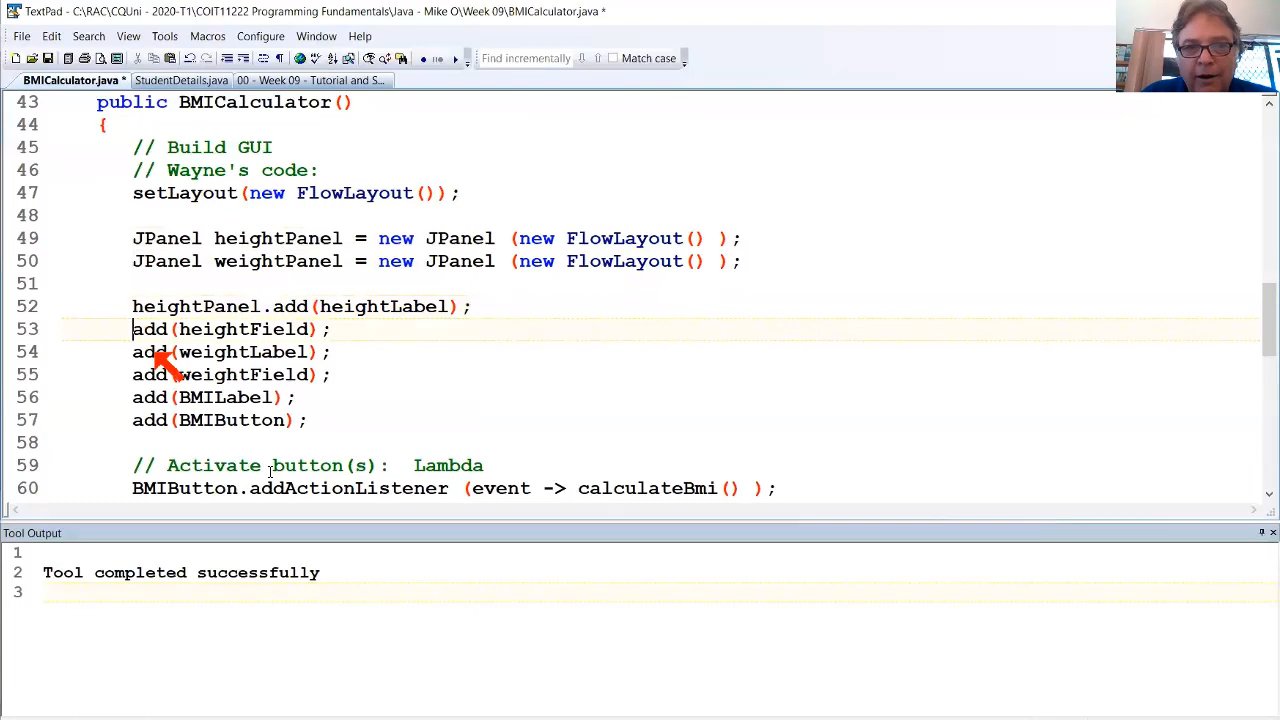 TextPad - C:\RAC\CQUni - 2020-T1\COIT11222 Programming Fundamentals\Java - Mike O\Week 09\BMICalculator.java *
File Edit Search View Tools Macros Configure Window Help
Find incrementally Match case
BMICalculator.java * StudentDetails.java 00 - Week 09 - Tutorial and S...
43 public BMICalculator()
44 {
45 // Build GUI
46 // Wayne's code:
47 setLayout(new FlowLayout());
48
49 JPanel heightPanel = new JPanel (new FlowLayout() );
50 JPanel weightPanel = new JPanel (new FlowLayout() );
51
52 heightPanel.add(heightLabel);
53 add(heightField);
54 add(weightLabel);
55 add(weightField);
56 add(BMILabel);
57 add(BMIButton);
58
59 // Activate button(s): Lambda
60 BMIButton.addActionListener (event -> calculateBmi() );
Tool Output
1
2 Tool completed successfully
3